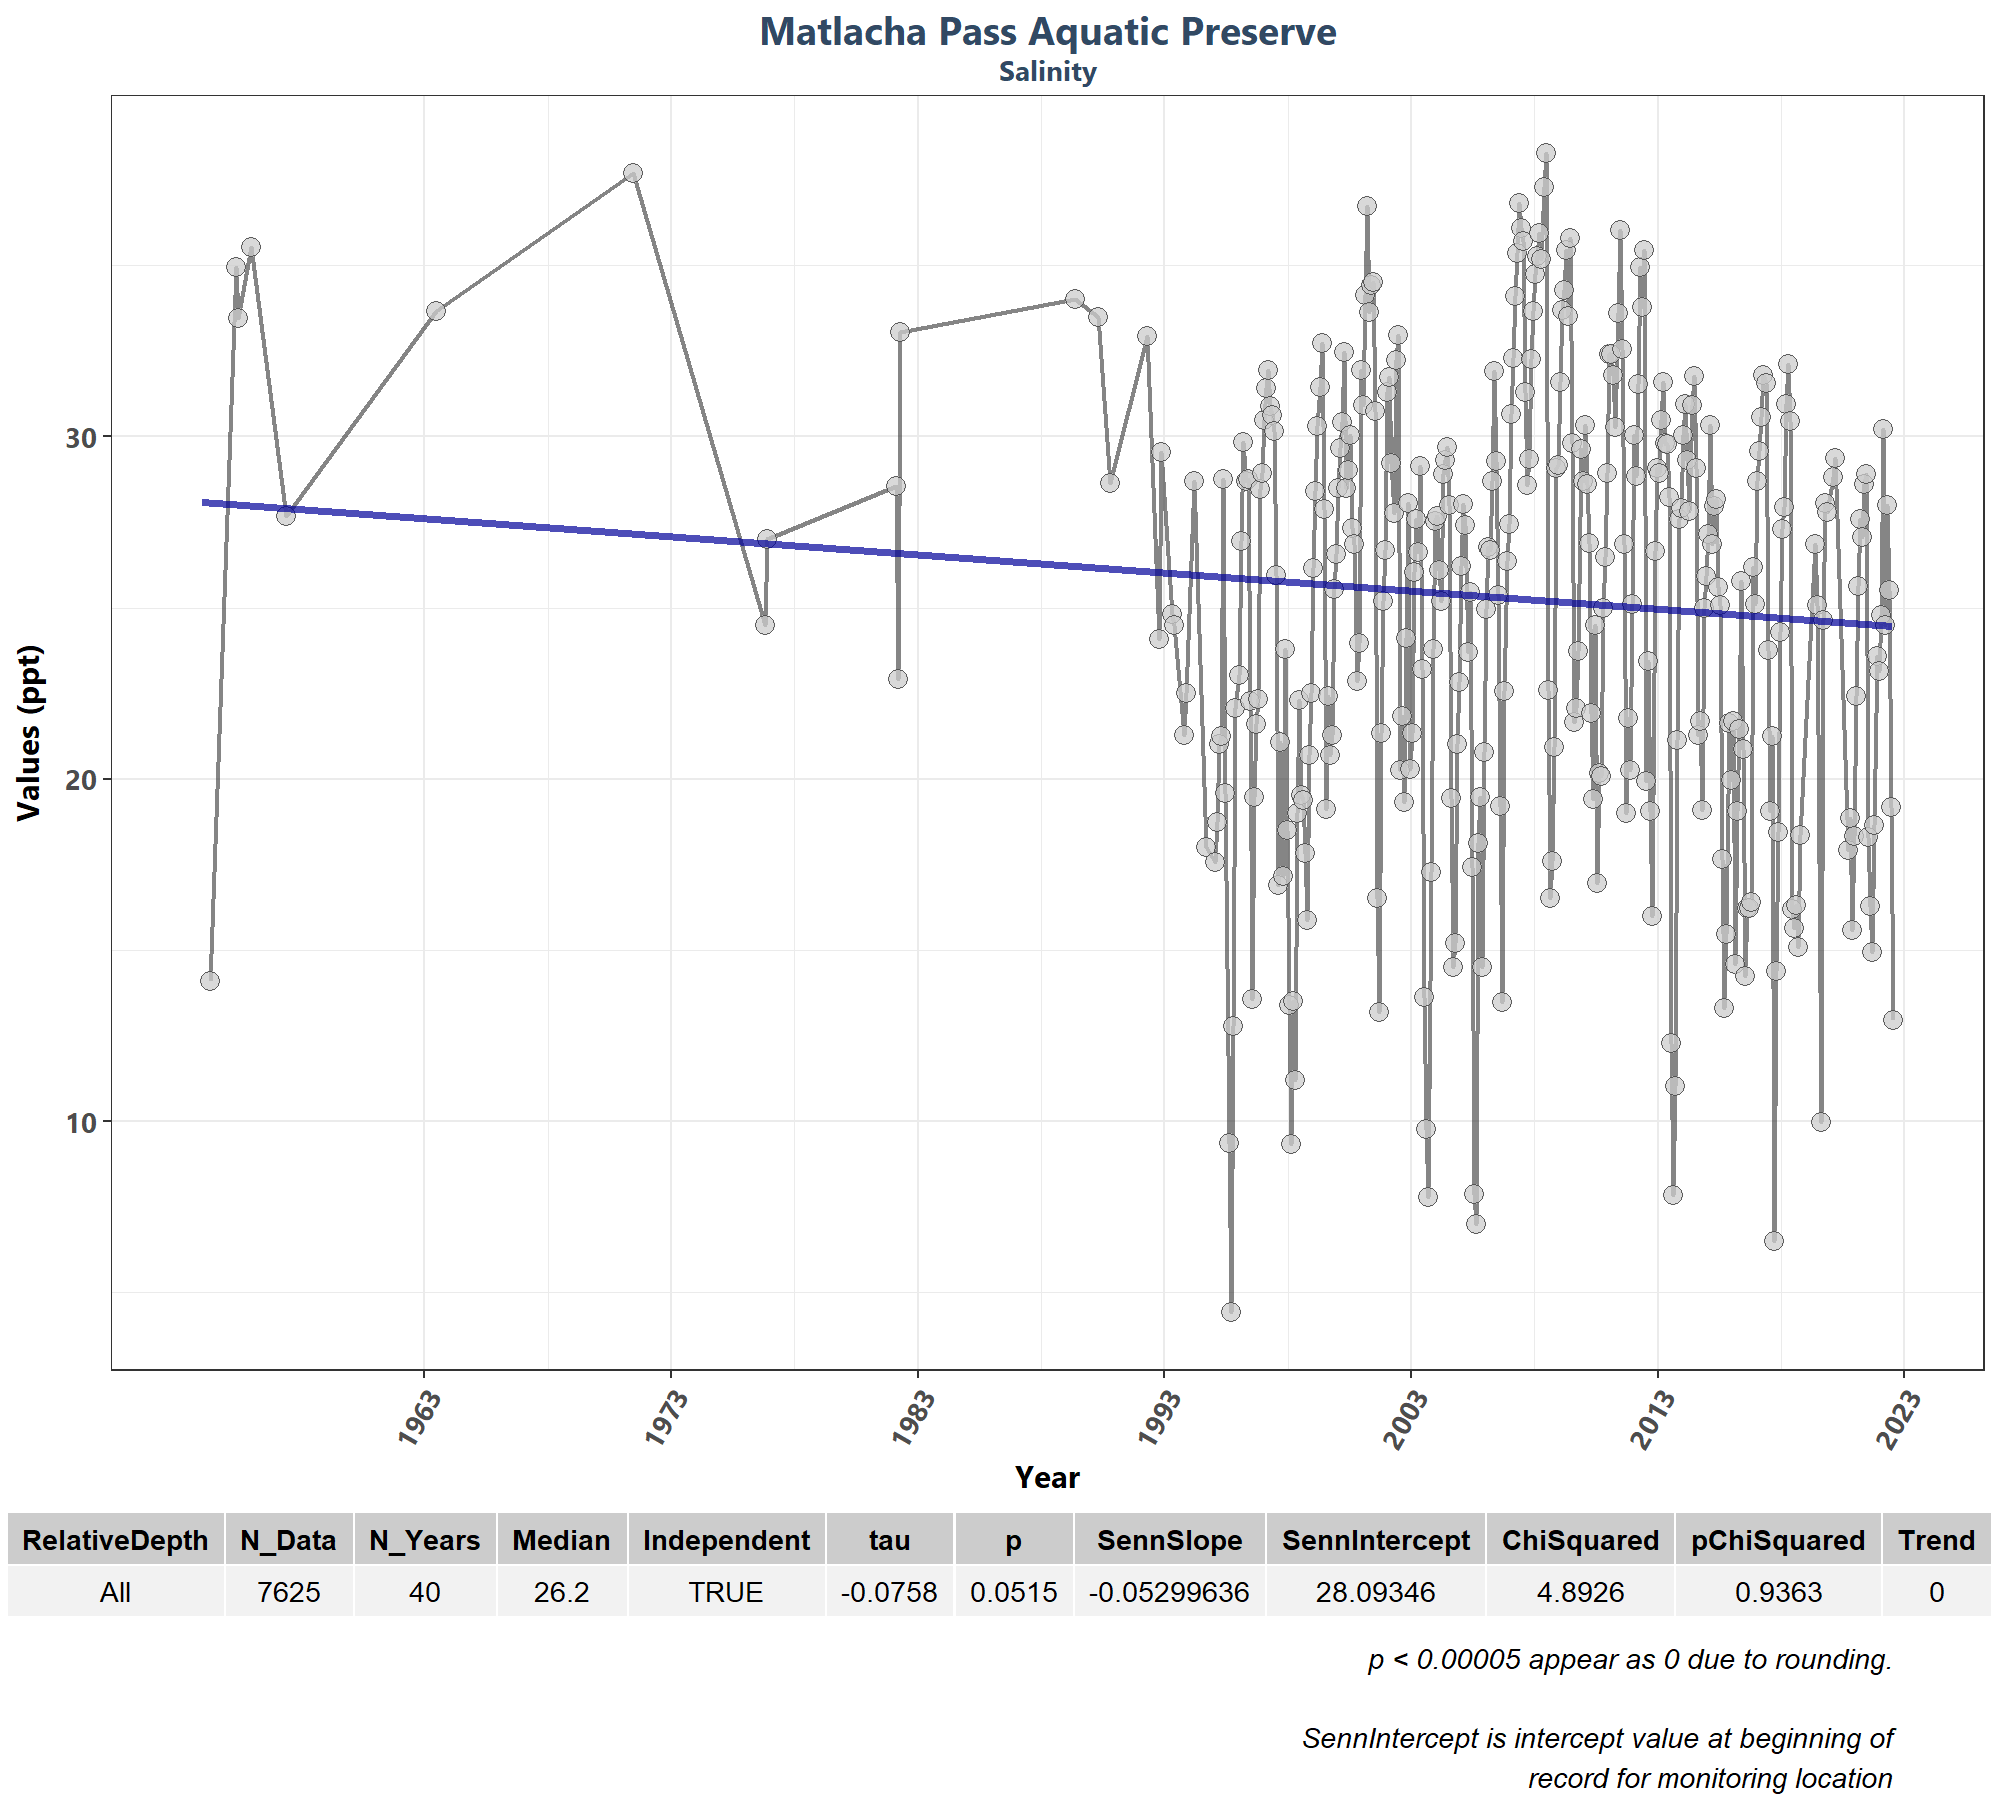 Matlacha Pass Aquatic Preserve
Salinity
Values (ppt)
30
20
10
1963
1973
1983
1993
2003
2013
2023
Year
RelativeDepth N_Data N_Years Median Independent tau p SennSlope SennIntercept ChiSquared pChiSquared Trend
All 7625 40 26.2 TRUE -0.0758 0.0515 -0.05299636 28.09346 4.8926 0.9363 0
p < 0.00005 appear as 0 due to rounding.
SennIntercept is intercept value at beginning of
record for monitoring location